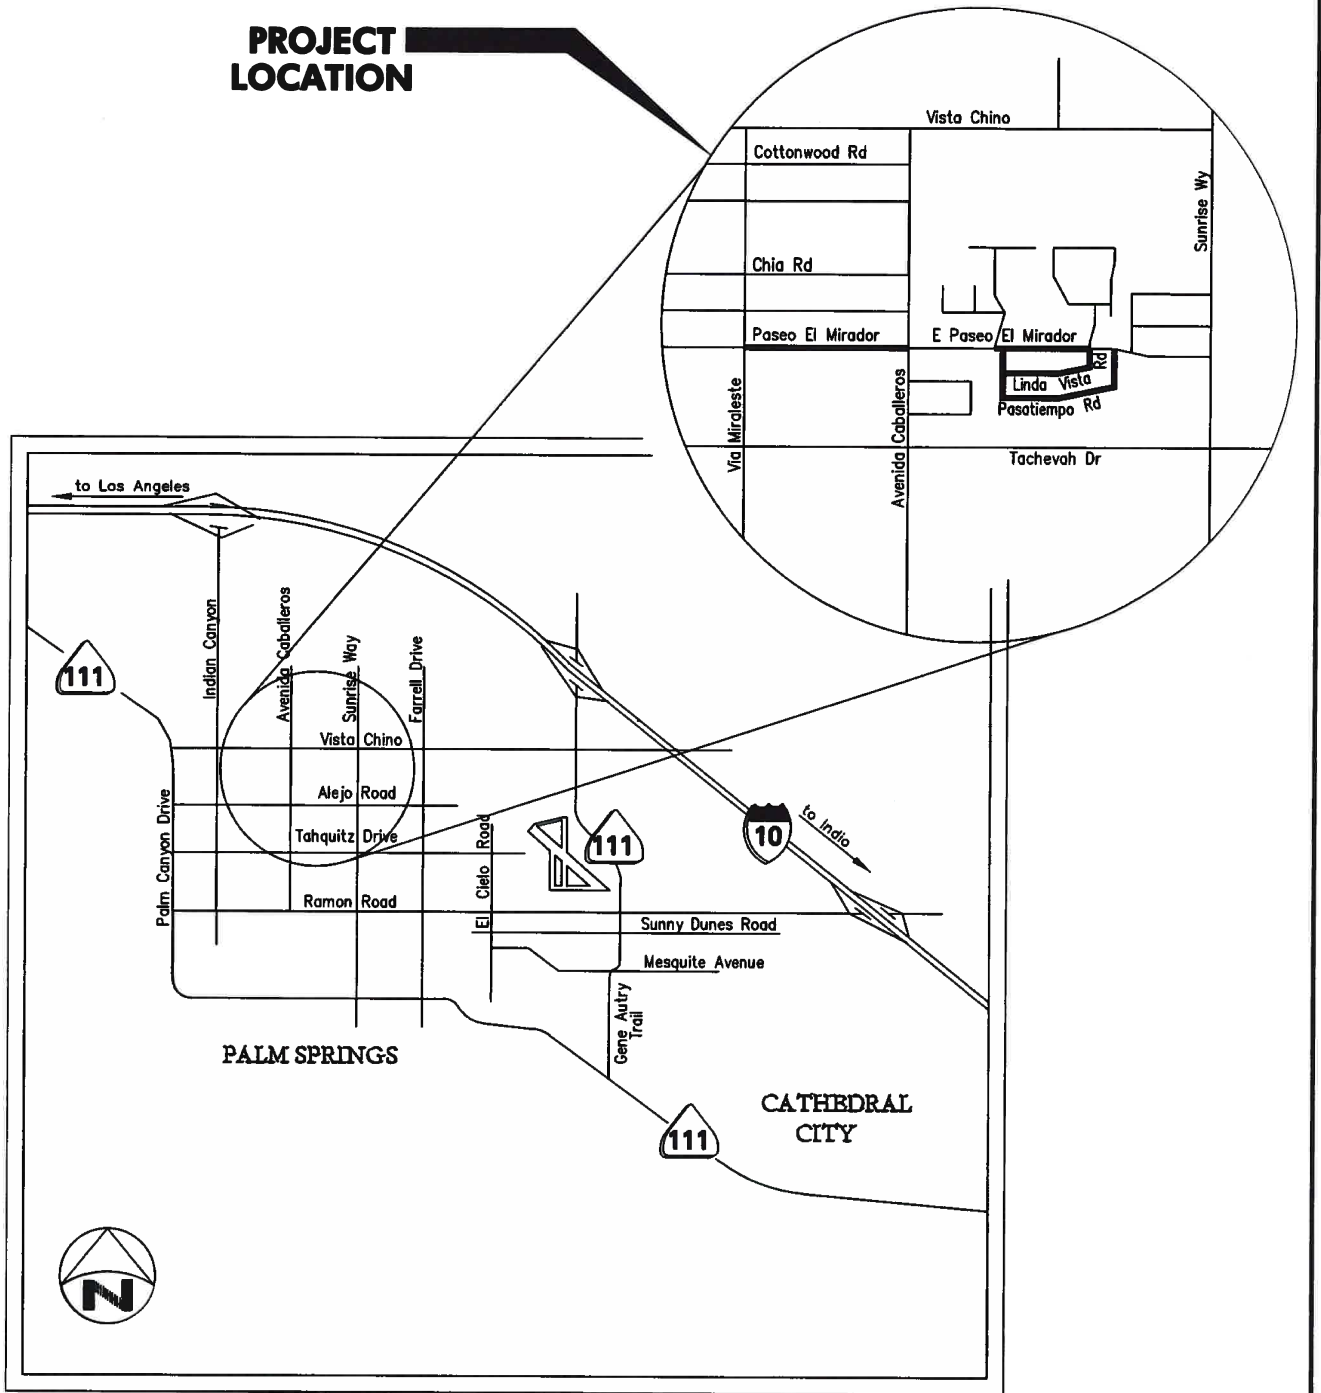 PROJECT
LOCATION
Vista Chino
Cottonwood Rd
Sunrise Wy
Chia Rd
Paseo El Mirador
E Paseo El Mirador
Linda Vista Rd
Pasatiempo Rd
Via Miraleste
Avenida Caballeros
Tachevah Dr
to Los Angeles
Indian Canyon
Avenida Caballeros
Sunrise Way
Farrell Drive
111
Vista Chino
Alejo Road
Palm Canyon Drive
Tahquitz Drive
El Cielo Road
111
10
to Indio
Ramon Road
Sunny Dunes Road
Mesquite Avenue
Gene Autry
Trail
PALM SPRINGS
CATHEDRAL
CITY
111
N